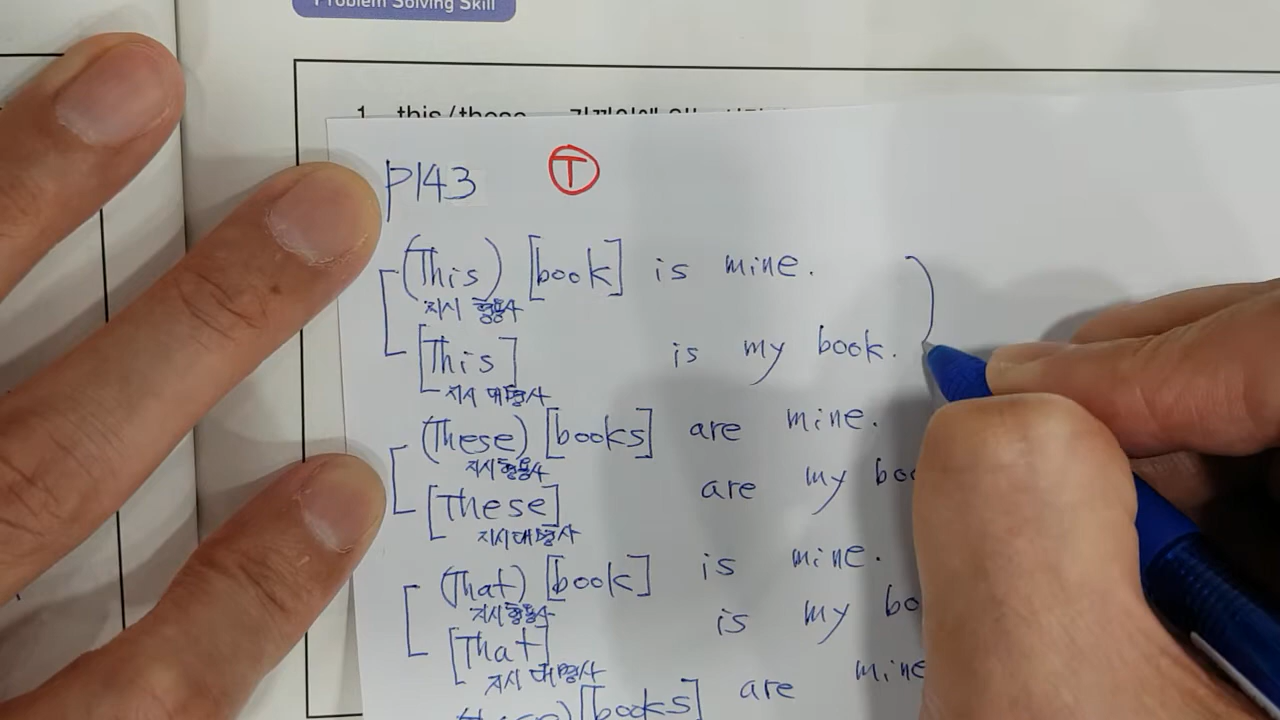 Problem Solving Skill
1 this/these
P143 T
(This) [book] is mine.
지시 형용사
[This] is my book.
지시 대명사
(These) [books] are mine.
지시형용사
[These] are my boo
지시대명사
(That) [book] is mine.
지시형용사
[That] is my bo
지시 대명사
[books] are mine